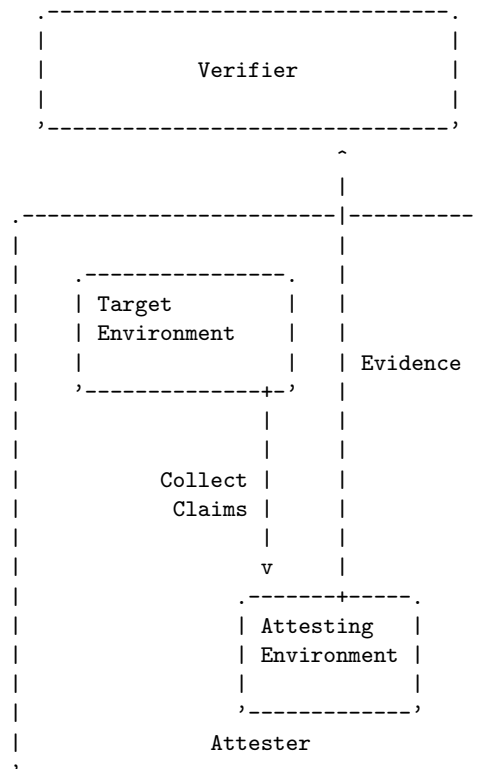 Verifier
Target
Environment
Evidence
Collect
Claims
Attesting
Environment
Attester